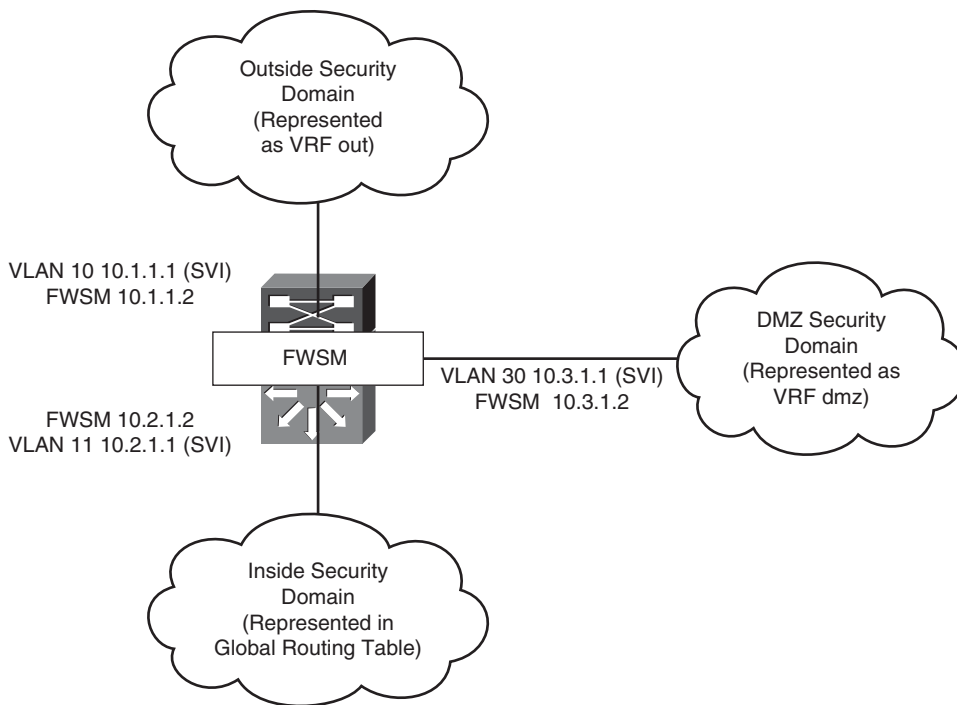 Outside Security
Domain
(Represented
as VRF out)
VLAN 10 10.1.1.1 (SVI)
FWSM 10.1.1.2
FWSM
VLAN 30 10.3.1.1 (SVI)
FWSM 10.3.1.2
DMZ Security
Domain
(Represented as
VRF dmz)
FWSM 10.2.1.2
VLAN 11 10.2.1.1 (SVI)
Inside Security
Domain
(Represented in
Global Routing Table)